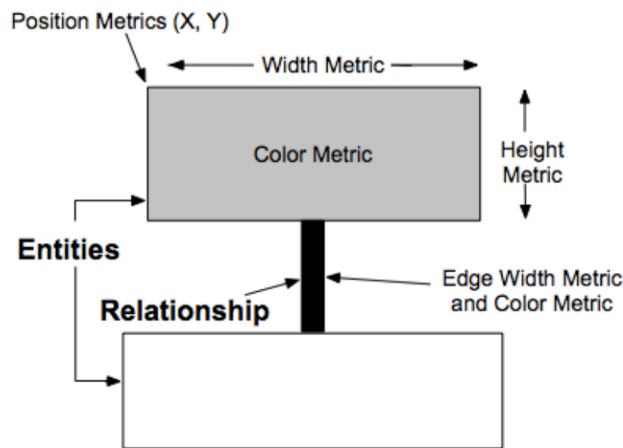 Position Metrics (X, Y)
Width Metric
Color Metric
Height
Metric
Entities
Relationship
Edge Width Metric
and Color Metric